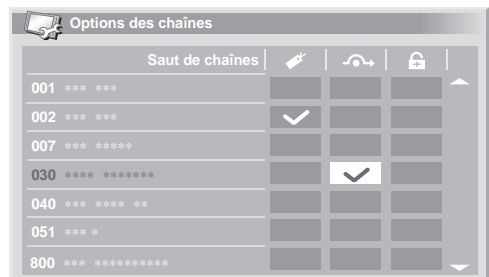 Options des chaînes
Saut de chaînes
001 *** ***
002 *** ***
007 *** *****
030 **** *******
040 *** **** **
051 *** *
800 *** **********